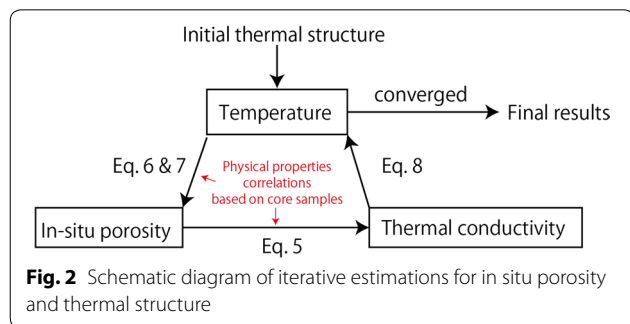 Initial thermal structure
Temperature
converged
Final results
Eq. 6 & 7
Physical properties
correlations
based on core samples
Eq. 8
In-situ porosity
Eq. 5
Thermal conductivity
Fig. 2 Schematic diagram of iterative estimations for in situ porosity
and thermal structure